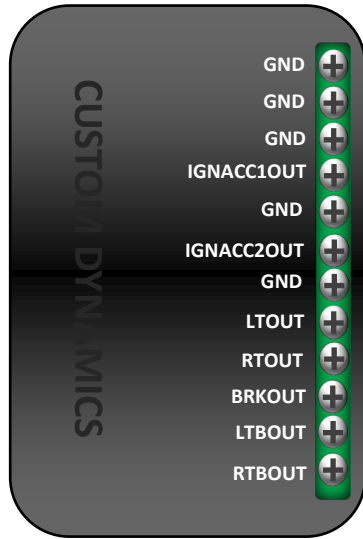 CUSTOM DYNAMICS
GND
GND
GND
IGNACC1OUT
GND
IGNACC2OUT
GND
LTOUT
RTOUT
BRKOUT
LTBOUT
RTBOUT